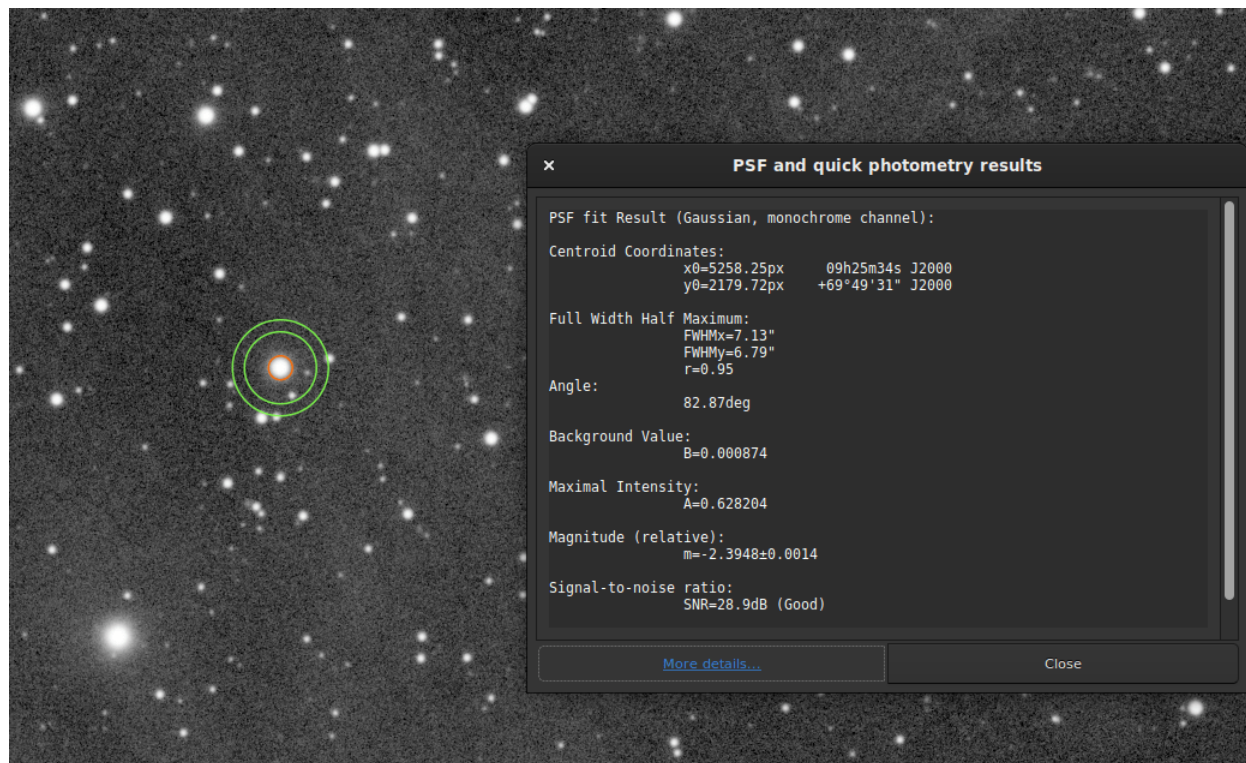 × PSF and quick photometry results
PSF fit Result (Gaussian, monochrome channel):
Centroid Coordinates:
x0=5258.25px 09h25m34s J2000
y0=2179.72px +69°49'31" J2000
Full Width Half Maximum:
FWHMx=7.13"
FWHMy=6.79"
r=0.95
Angle:
82.87deg
Background Value:
B=0.000874
Maximal Intensity:
A=0.628204
Magnitude (relative):
m=-2.3948±0.0014
Signal-to-noise ratio:
SNR=28.9dB (Good)
More details... Close